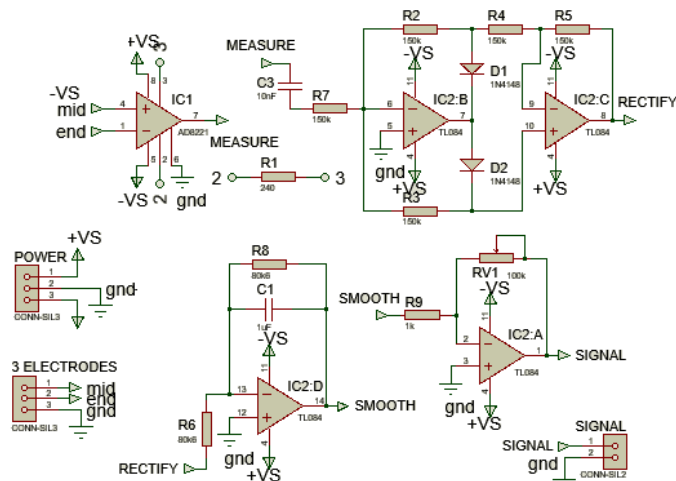 +VS
3
8
3
-VS
mid
end
4
1
IC1
7
AD8221
5
2
6
-VS
2
gnd
MEASURE
MEASURE
C3
10nF
R7
150k
R2
150k
-VS
11
6
5
IC2:B
7
TL084
gnd
4
+VS
R3
150k
D1
1N4148
D2
1N4148
R4
150k
R5
150k
-VS
11
9
10
IC2:C
8
RECTIFY
TL084
4
+VS
R1
2
3
240
POWER
+VS
1
2
3
gnd
CONN-SIL3
3 ELECTRODES
1
2
3
mid
end
gnd
CONN-SIL3
R8
80k6
C1
1uF
-VS
11
13
12
IC2:D
14
SMOOTH
TL084
4
+VS
gnd
R6
80k6
RECTIFY
SMOOTH
R9
1k
RV1
100k
-VS
11
2
3
IC2:A
1
SIGNAL
TL084
4
gnd
+VS
SIGNAL
SIGNAL
1
gnd
2
CONN-SIL2